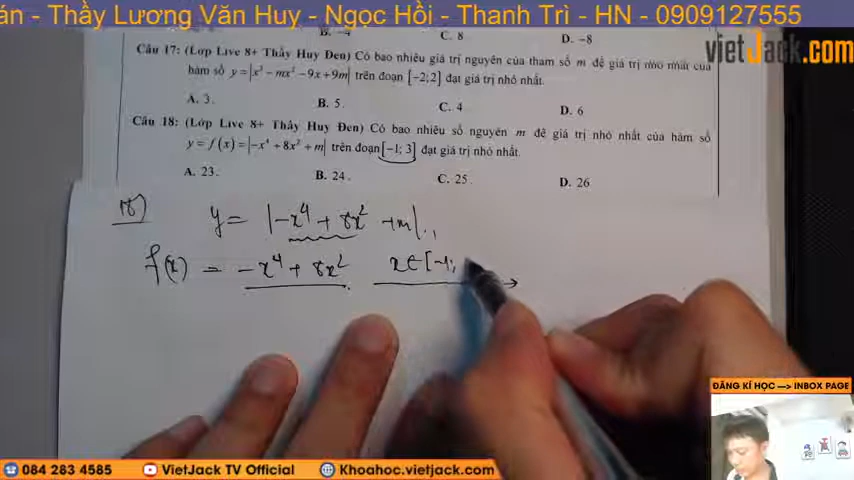 án - Thầy Lương Văn Huy - Ngọc Hồi - Thanh Trì - HN - 0909127555
vietJack.com
B. -4 C. 8 D. -8
Câu 17: (Lớp Live 8+ Thầy Huy Đen) Có bao nhiêu giá trị nguyên của tham số m để giá trị nhỏ nhất của
hàm số y = |x³ - mx² - 9x + 9m| trên đoạn [-2;2] đạt giá trị nhỏ nhất.
A. 3. B. 5. C. 4 D. 6
Câu 18: (Lớp Live 8+ Thầy Huy Đen) Có bao nhiêu số nguyên m để giá trị nhỏ nhất của hàm số
y = f(x) = |-x⁴ + 8x² + m| trên đoạn [-1; 3] đạt giá trị nhỏ nhất.
A. 23. B. 24. C. 25. D. 26
18)
y = |-x⁴ + 8x² + m|
f(x) = -x⁴ + 8x² x ∈ [-1;
ĐĂNG KÍ HỌC —> INBOX PAGE
084 283 4585 VietJack TV Official Khoahoc.vietjack.com